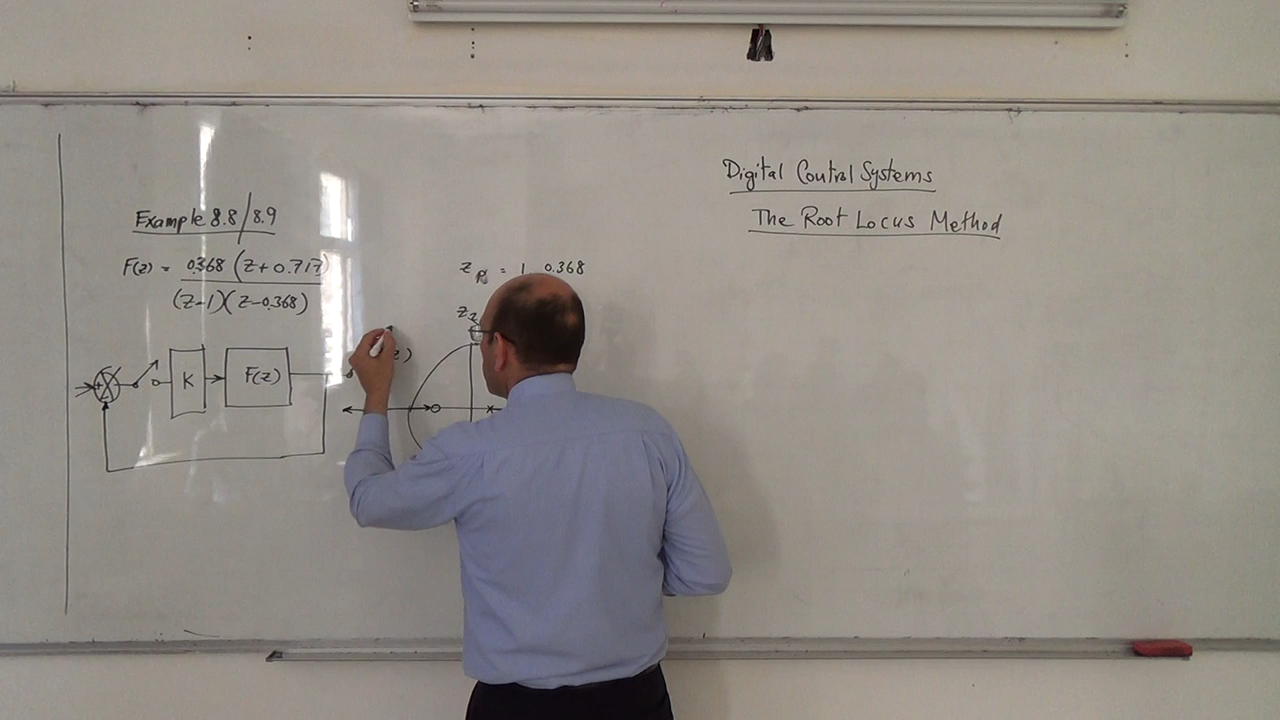 Digital Control Systems
The Root Locus Method
Example 8.8/8.9
F(z) = 0.368 (z+0.717)
(z-1)(z-0.368)
K
F(z)
= 1 0.368
z)